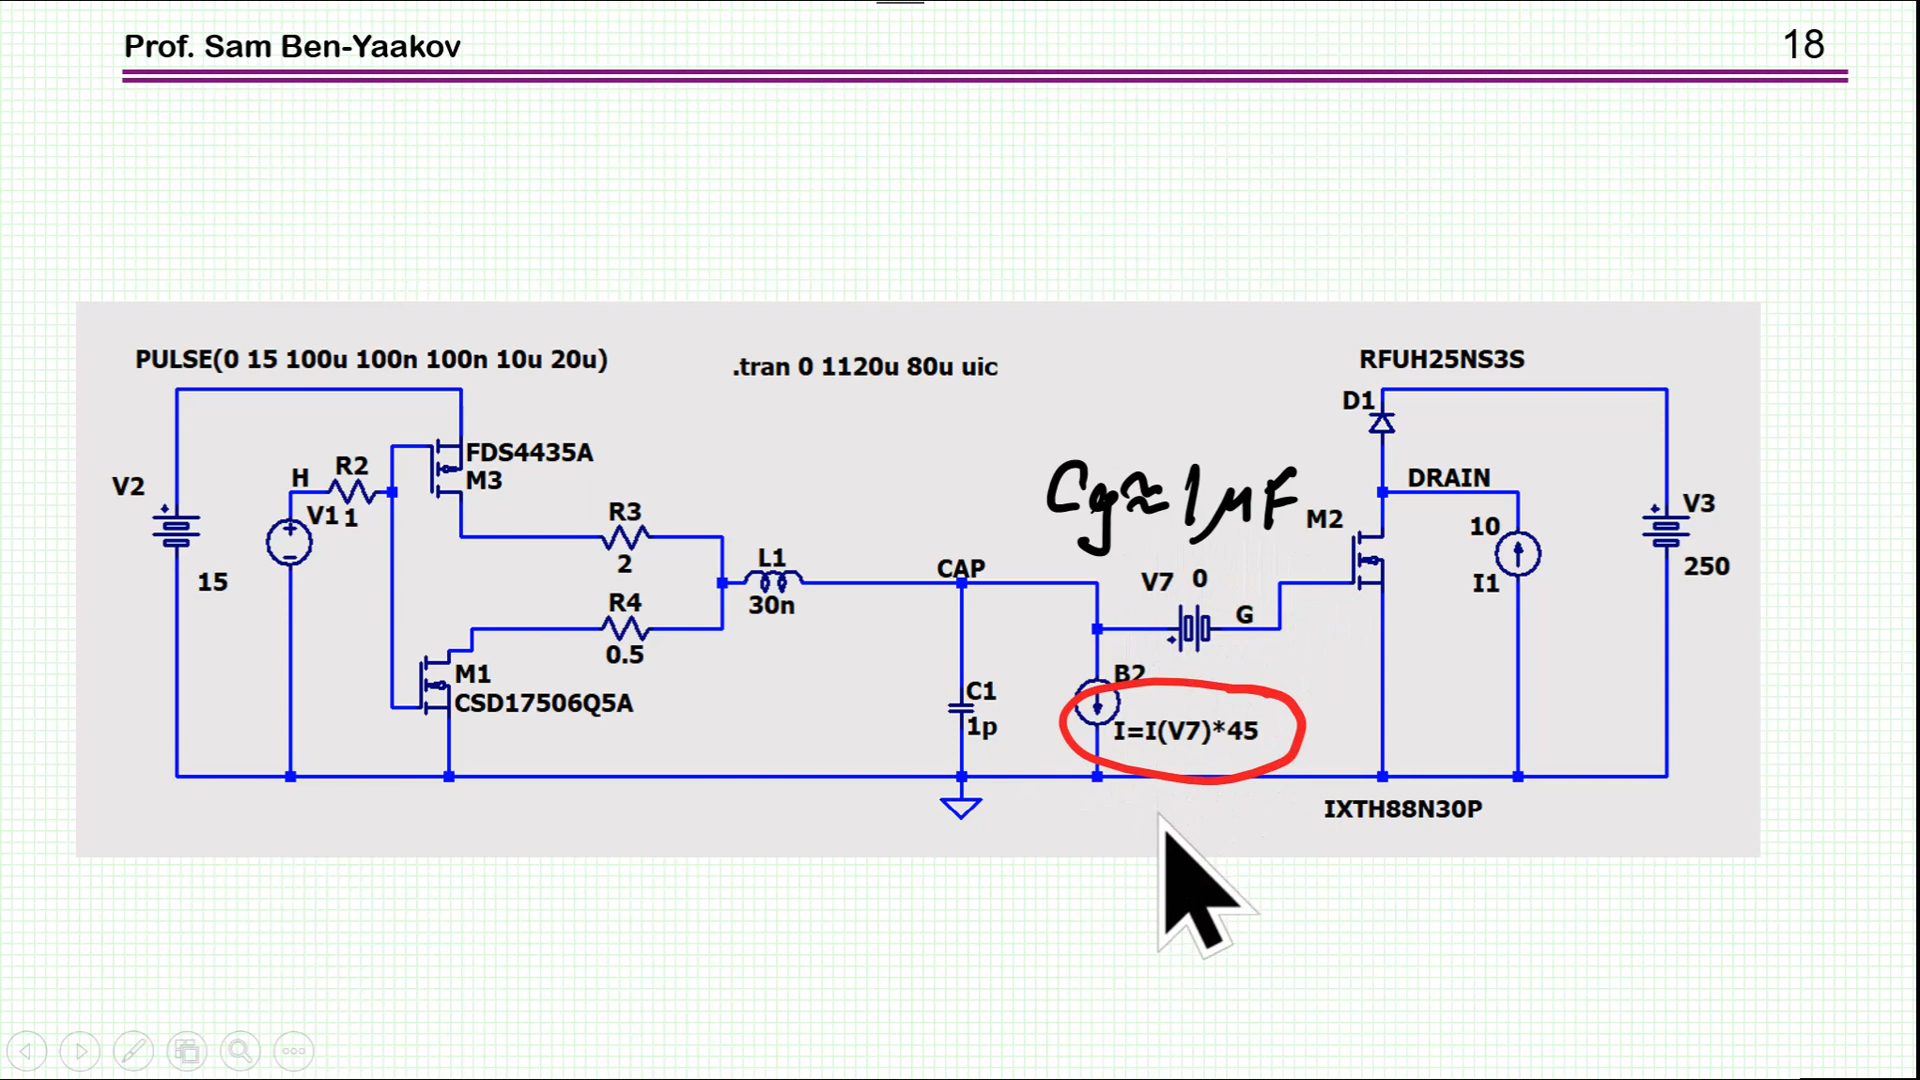 Prof. Sam Ben-Yaakov
18
PULSE(0 15 100u 100n 100n 10u 20u)
.tran 0 1120u 80u uic
RFUH25NS3S
D1
V2
15
H
V1
R2
1
FDS4435A
M3
R3
2
R4
0.5
M1
CSD17506Q5A
L1
30n
CAP
C1
1p
Cg≈1μF
V7
0
G
B2
I=I(V7)*45
M2
DRAIN
10
I1
V3
250
IXTH88N30P